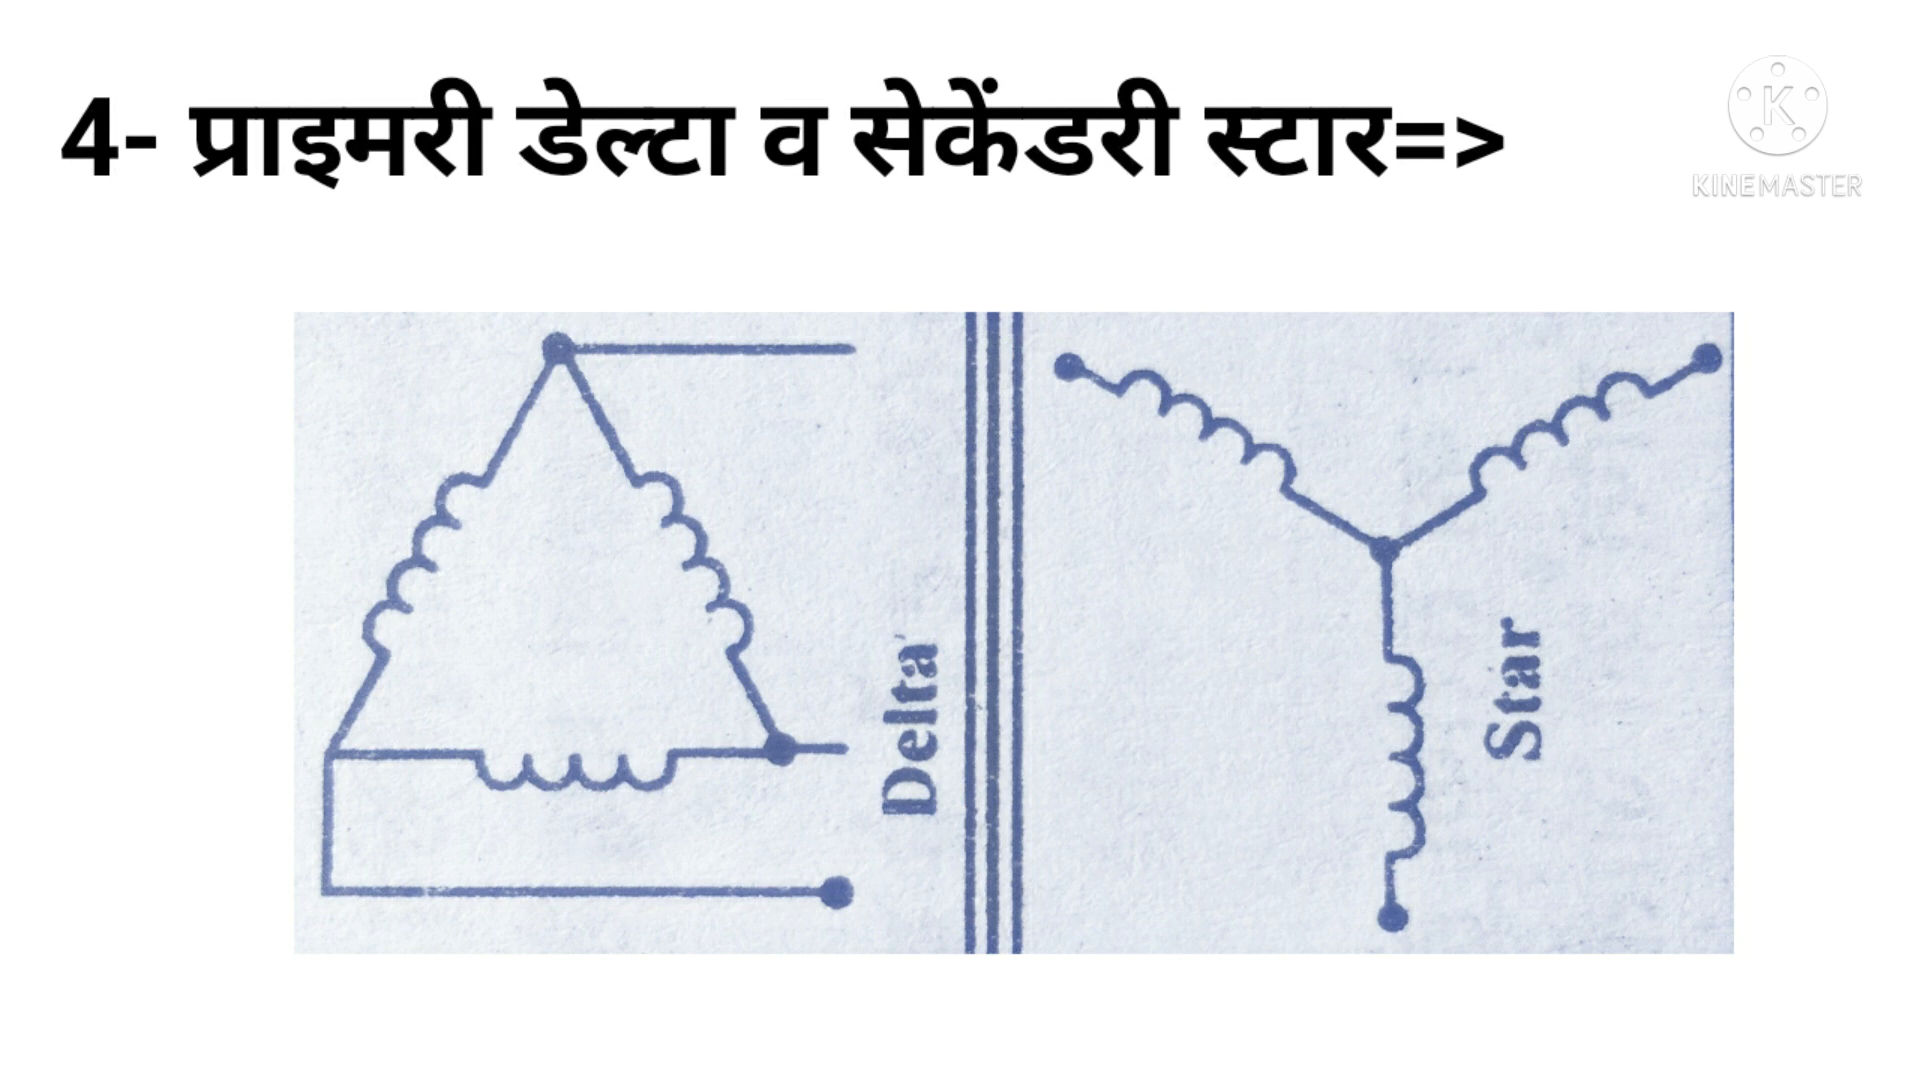 4- प्राइमरी डेल्टा व सेकेंडरी स्टार=>
K
KINEMASTER
Delta
Star